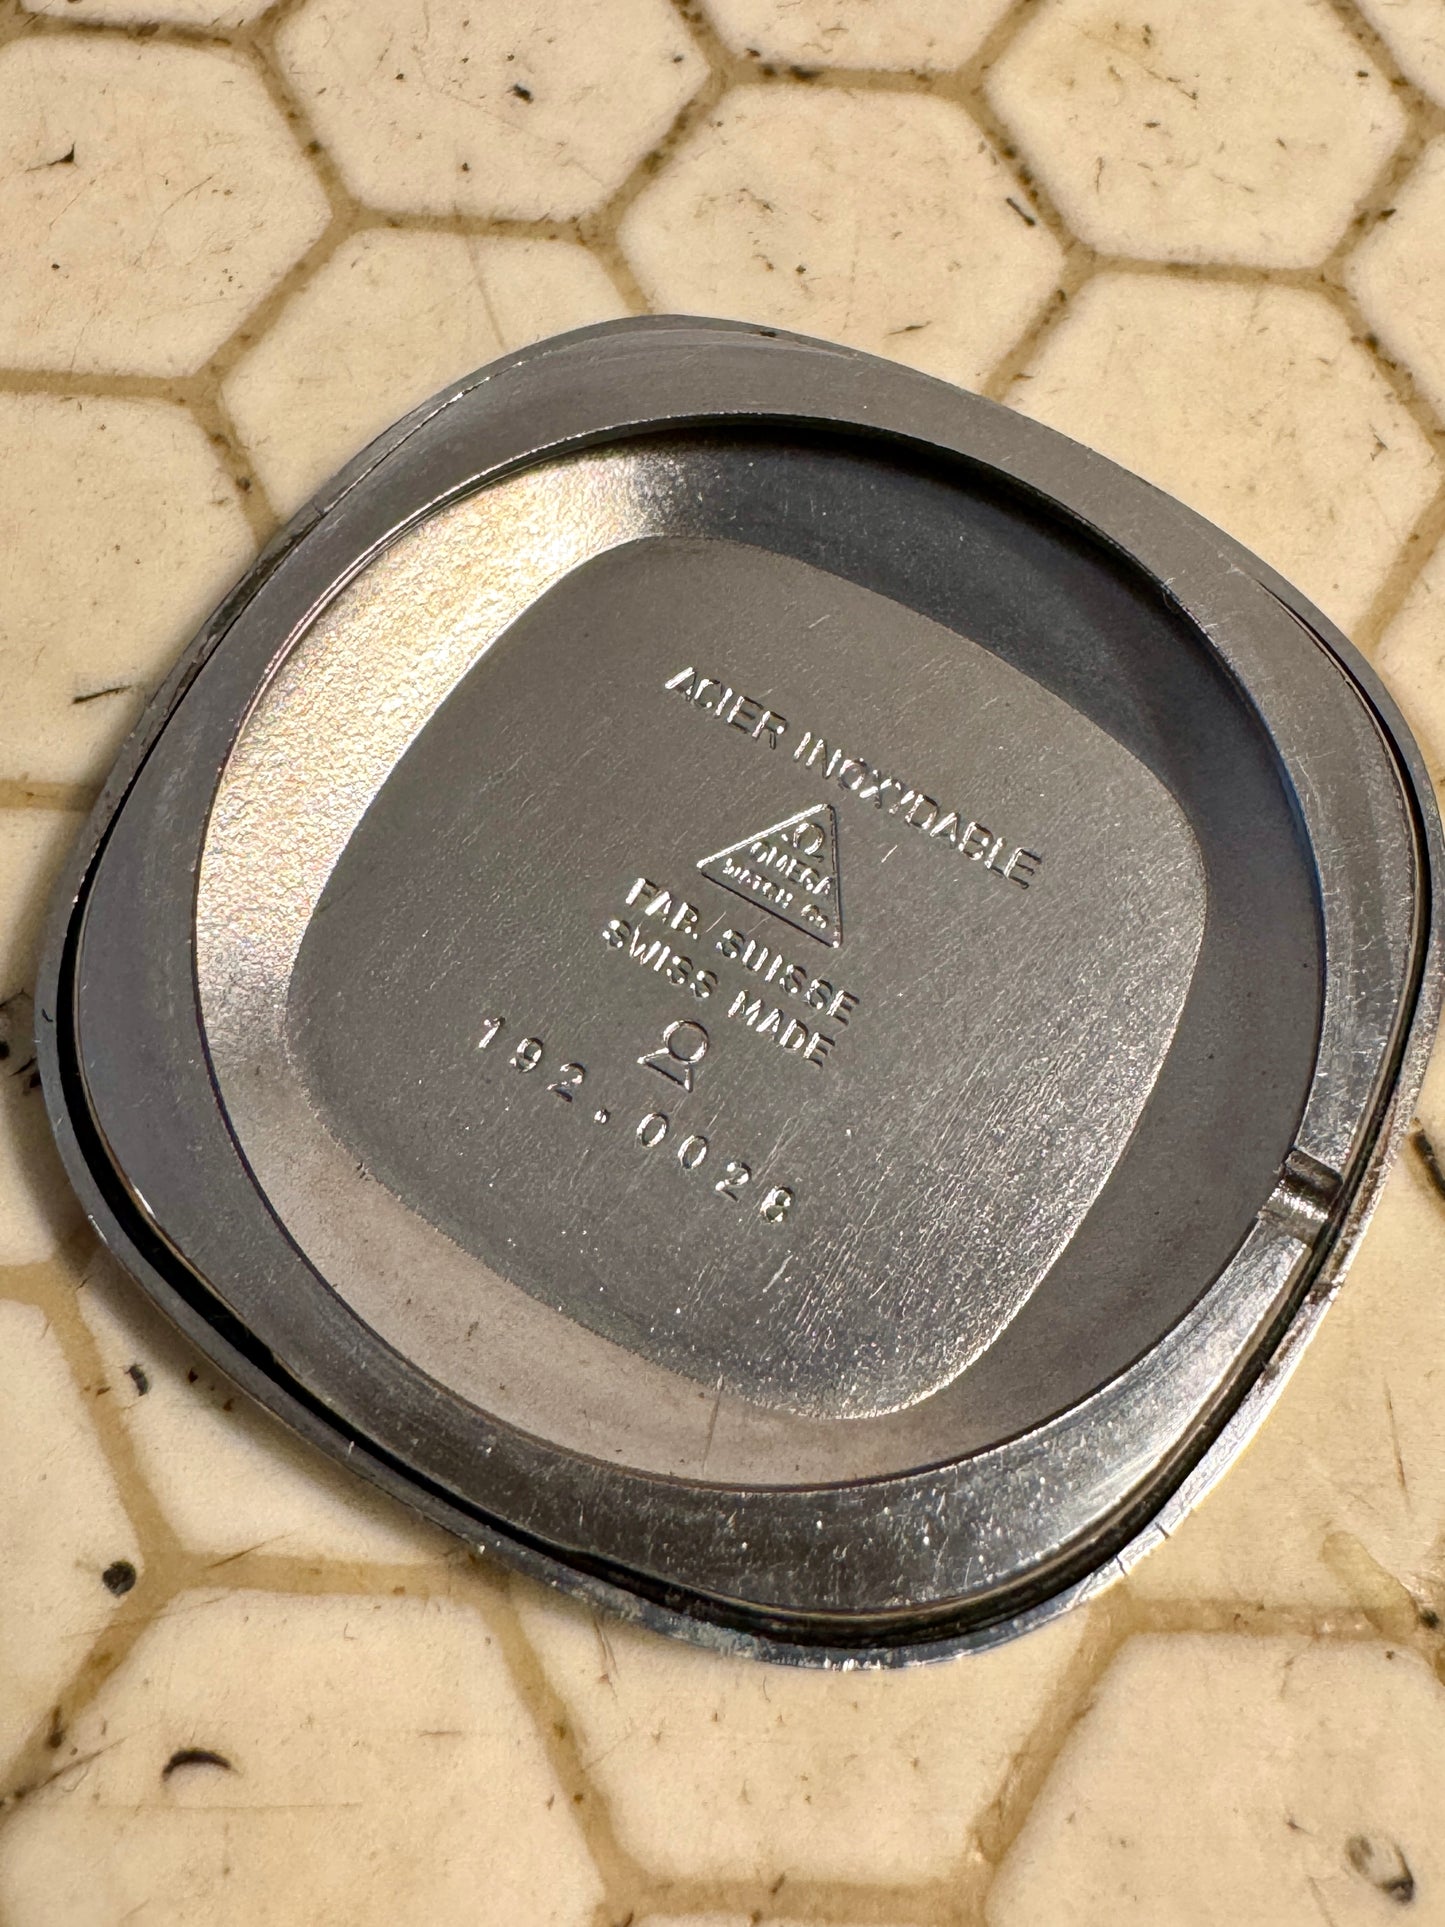 ACIER INOXYDABLE
Ω
OMEGA
WATCH Co
FAB. SUISSE
SWISS MADE
192.0028